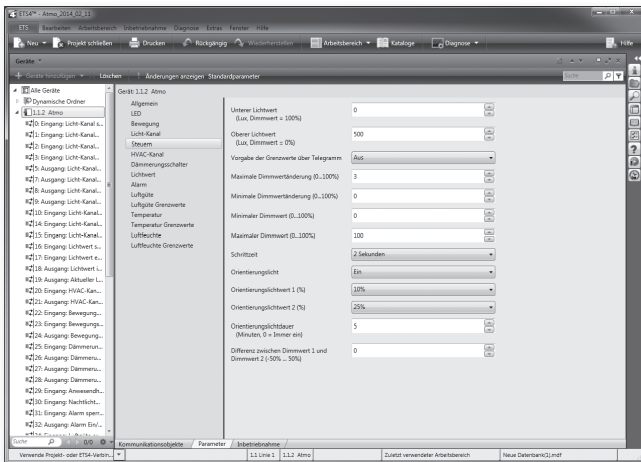 ETS4™ - Atmo_2014_02_11
ETS Bearbeiten Arbeitsbereich Inbetriebnahme Diagnose Extras Fenster Hilfe
Neu Projekt schließen Drucken Rückgängig Wiederherstellen Arbeitsbereich Kataloge Diagnose Hilfe
Geräte
Geräte hinzufügen Löschen Änderungen anzeigen Standardparameter Suche
Alle Geräte
Dynamische Ordner
1.1.2 Atmo
0: Eingang: Licht-Kanal s...
1: Eingang: Licht-Kanal...
2: Eingang: Licht-Kanal...
3: Eingang: Licht-Kanal...
5: Ausgang: Licht-Kanal...
7: Ausgang: Licht-Kanal...
8: Ausgang: Licht-Kanal...
9: Ausgang: Licht-Kanal...
10: Eingang: Licht-Kanal...
14: Eingang: Licht-Kanal...
15: Eingang: Licht-Kanal...
16: Eingang: Lichtwert s...
17: Eingang: Lichtwert e...
18: Ausgang: Lichtwert i...
19: Ausgang: Aktueller L...
20: Eingang: HVAC-Kan...
21: Ausgang: HVAC-Kan...
22: Eingang: Bewegung...
23: Eingang: Bewegungs...
24: Ausgang: Bewegung...
25: Eingang: Dämmerun...
26: Ausgang: Dämmeru...
27: Ausgang: Dämmeru...
28: Ausgang: Dämmeru...
29: Eingang: Anwesendh...
30: Eingang: Nachtlicht...
31: Eingang: Alarm sperr...
32: Ausgang: Alarm Ein/...
Gerät: 1.1.2 Atmo
Allgemein
LED
Bewegung
Licht-Kanal
Steuern
HVAC-Kanal
Dämmerungsschalter
Lichtwert
Alarm
Luftgüte
Luftgüte Grenzwerte
Temperatur
Temperatur Grenzwerte
Luftfeuchte
Luftfeuchte Grenzwerte
Unterer Lichtwert
(Lux, Dimmwert = 100%)
0
Oberer Lichtwert
(Lux, Dimmwert = 0%)
500
Vorgabe der Grenzwerte über Telegramm Aus
Maximale Dimmwertänderung (0...100%) 3
Minimale Dimmwertänderung (0...100%) 0
Minimaler Dimmwert (0...100%) 0
Maximaler Dimmwert (0...100%) 100
Schrittzeit 2 Sekunden
Orientierungslicht Ein
Orientierungslichtwert 1 (%) 10%
Orientierungslichtwert 2 (%) 25%
Orientierungslichtdauer
(Minuten, 0 = Immer ein)
5
Differenz zwischen Dimmwert 1 und
Dimmwert 2 (-50% ... 50%)
0
Suche 0/0 Kommunikationsobjekte Parameter Inbetriebnahme
Verwende Projekt- oder ETS4-Verbin... 1.1 Linie 1 1.1.2 Atmo Zuletzt verwendeter Arbeitsbereich Neue Datenbank(1).mdf